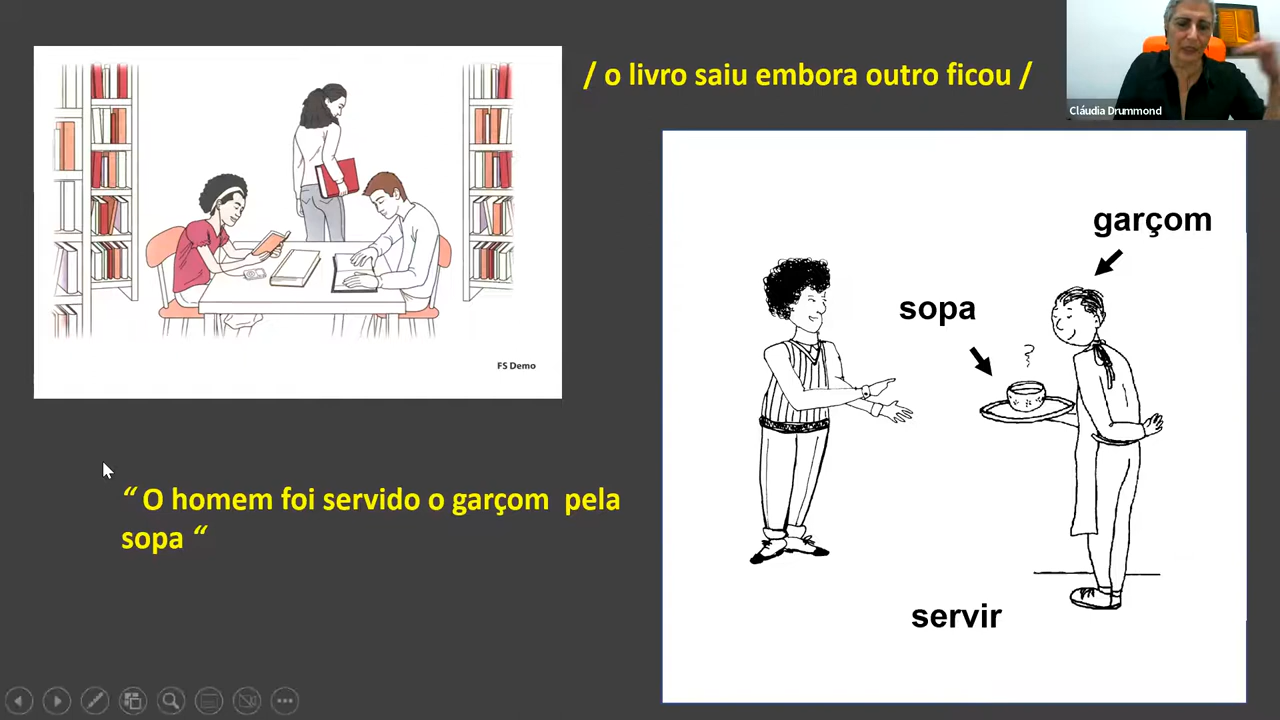 / o livro saiu embora outro ficou /
Cláudia Drummond
FS Demo
garçom
sopa
“ O homem foi servido o garçom pela
sopa “
servir